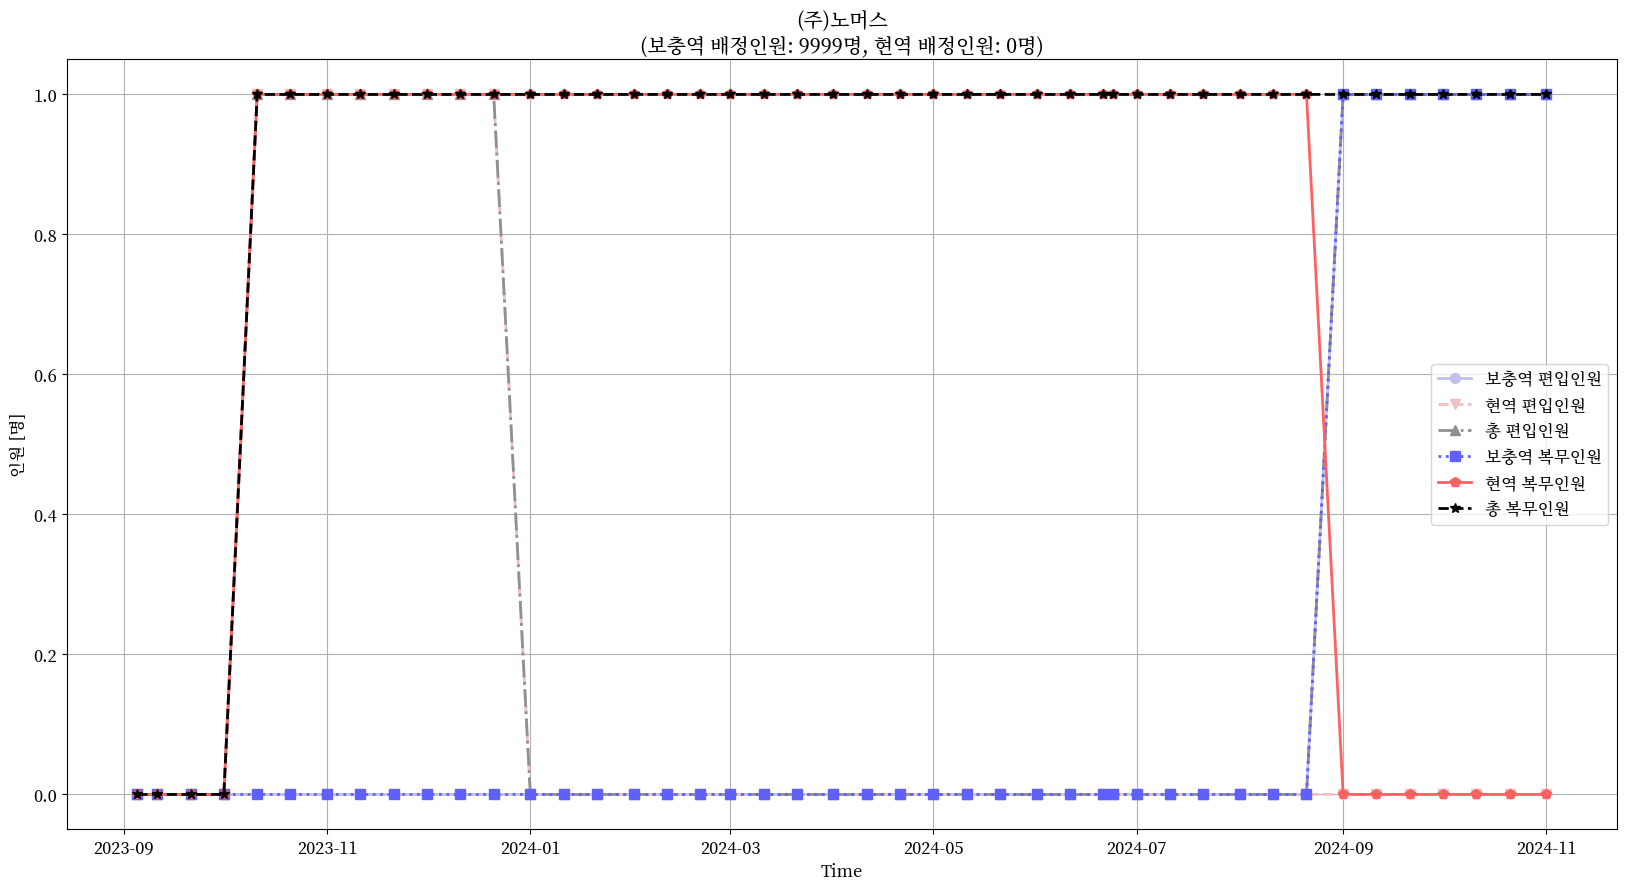 (주)노머스
(보충역 배정인원: 9999명, 현역 배정인원: 0명)
인원 [명]
1.0
0.8
0.6
0.4
0.2
0.0
보충역 편입인원
현역 편입인원
총 편입인원
보충역 복무인원
현역 복무인원
총 복무인원
2023-09
2023-11
2024-01
2024-03
2024-05
2024-07
2024-09
2024-11
Time